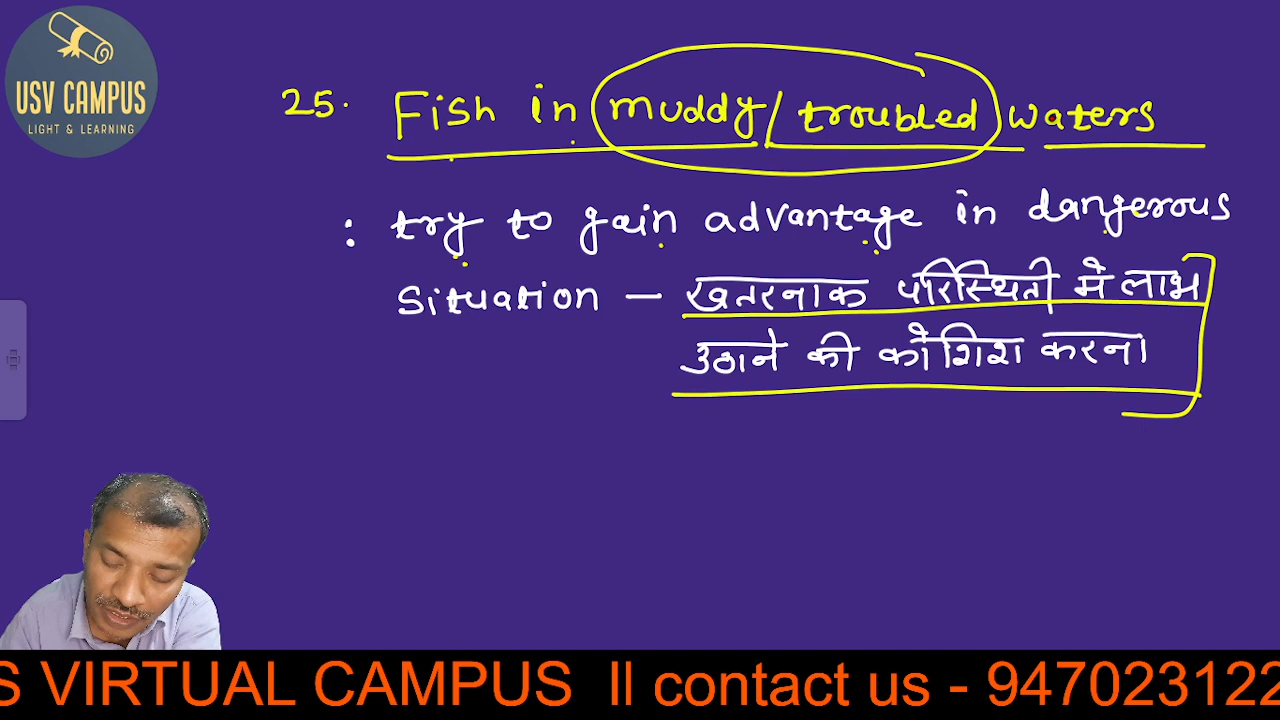 USV CAMPUS
LIGHT & LEARNING
25. Fish in muddy/troubled waters
: try to gain advantage in dangerous
Situation – खतरनाक परिस्थिती में लाभ
उठाने की कोशिश करना
S VIRTUAL CAMPUS ll contact us - 947023122